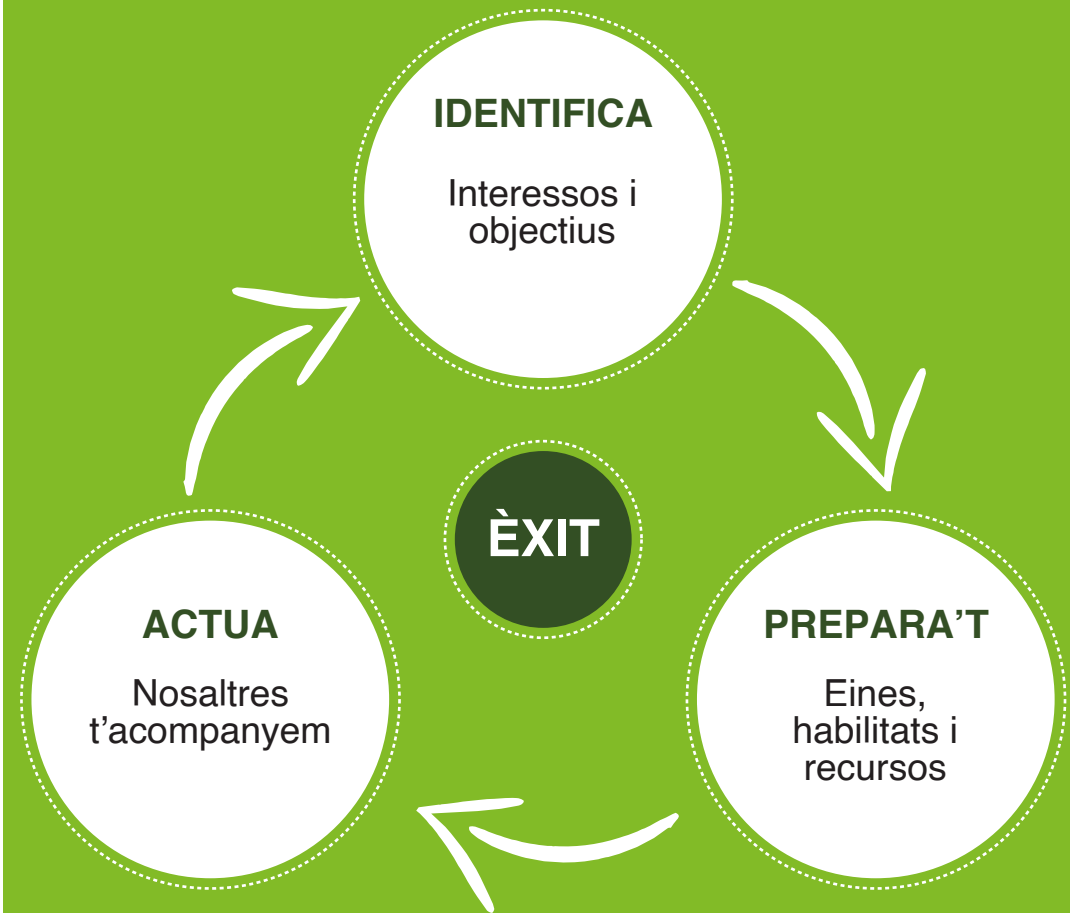 IDENTIFICA
Interessos i
objectius
ÈXIT
ACTUA
Nosaltres
t’acompanyem
PREPARA’T
Eines,
habilitats i
recursos